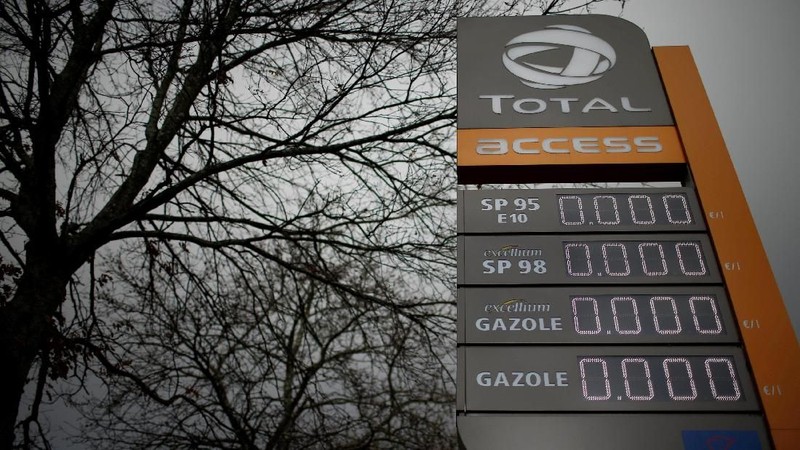 TOTAL
access
SP 95
E10
0.000
€/l
excellium
SP 98
0.000
€/l
excellium
GAZOLE
0.000
€/l
GAZOLE
0.000
€/l